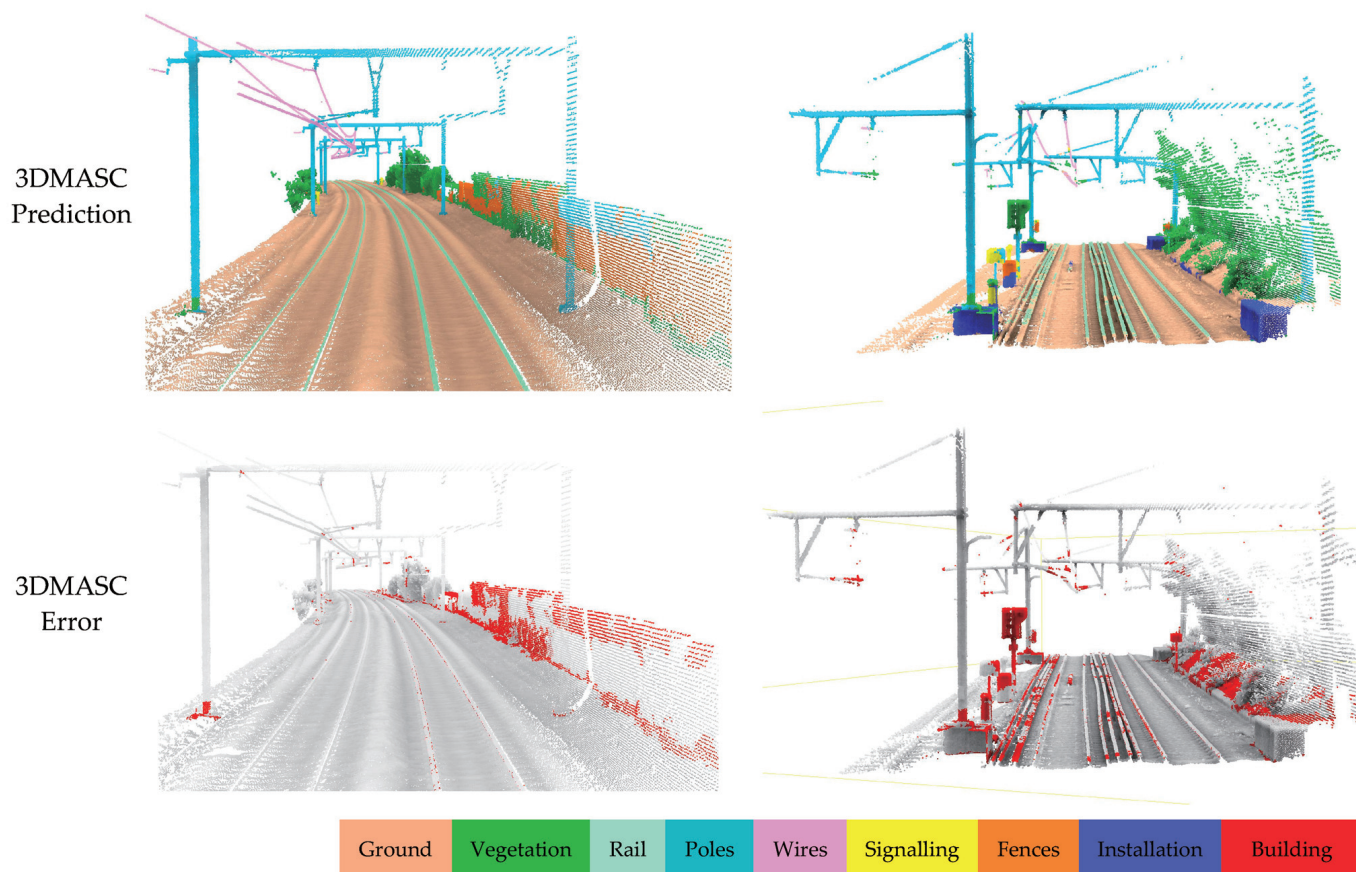 3DMASC
Prediction
3DMASC
Error
Ground Vegetation Rail Poles Wires Signalling Fences Installation Building